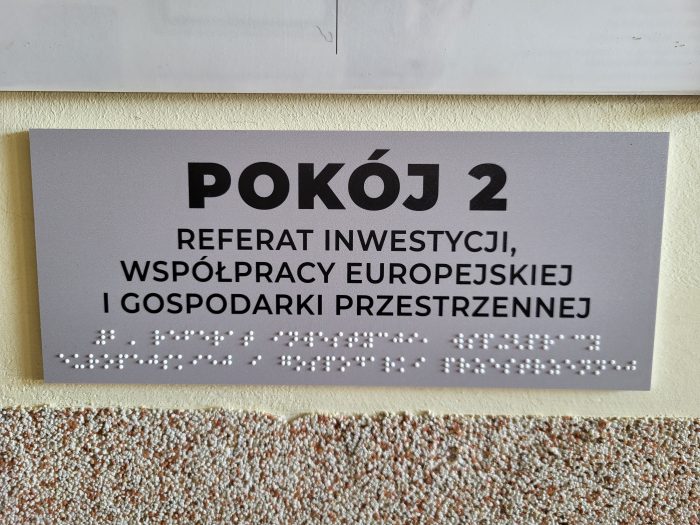 POKÓJ 2
REFERAT INWESTYCJI,
WSPÓŁPRACY EUROPEJSKIEJ
I GOSPODARKI PRZESTRZENNEJ